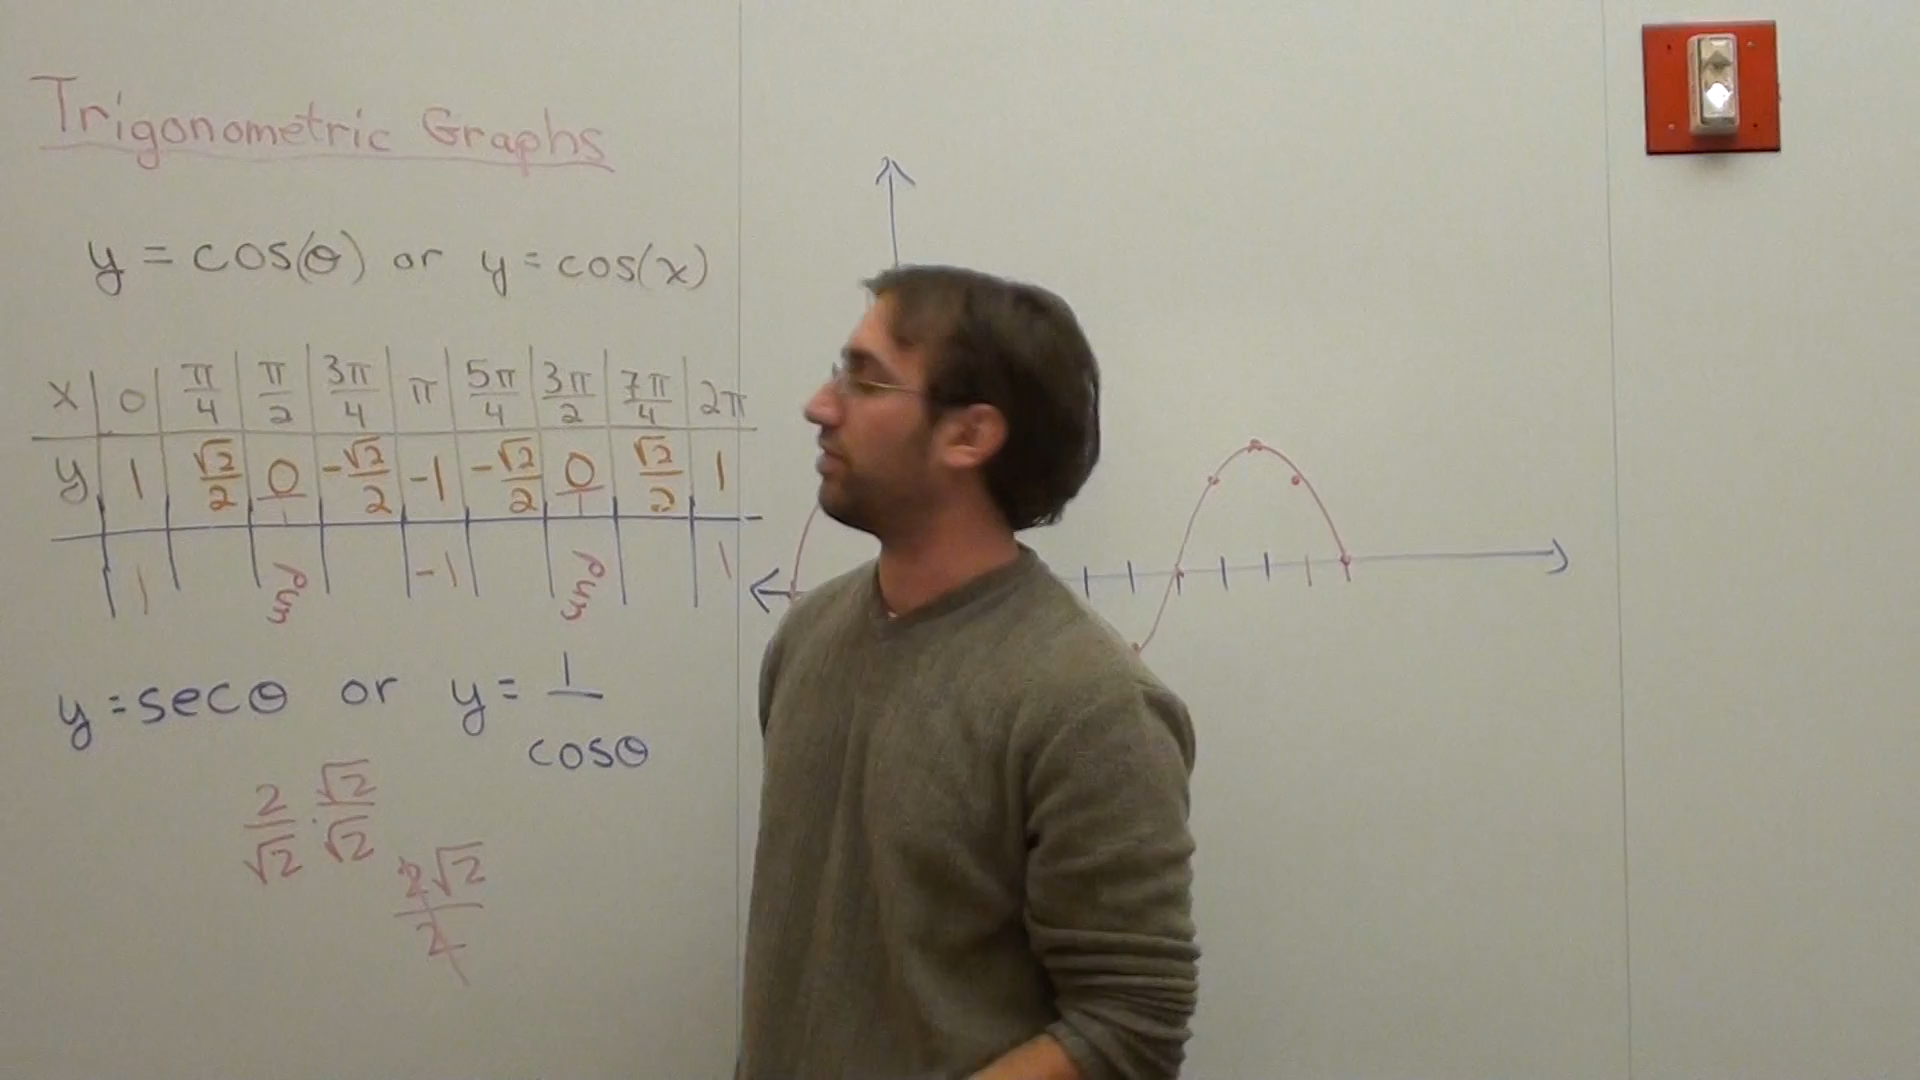 Trigonometric Graphs
y = cos(θ) or y = cos(x)
x | 0 | π/4 | π/2 | 3π/4 | π | 5π/4 | 3π/2 | 7π/4 | 2π
y | 1 | √2/2 | 0 | -√2/2 | -1 | -√2/2 | 0 | √2/2 | 1
1 | -1 | 1
y = secθ or y = 1/cosθ
2/√2 · √2/√2
2√2/2